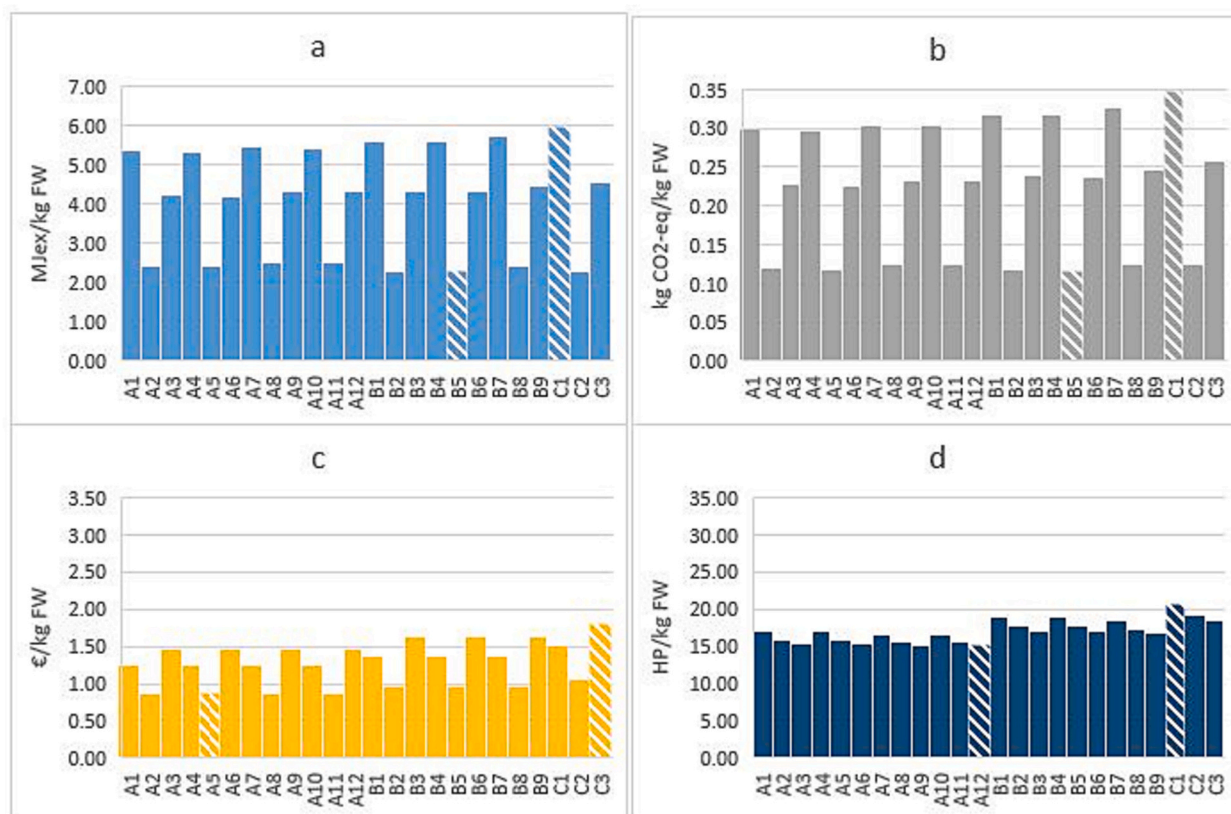 a
MJex/kg FW
7.00
6.00
5.00
4.00
3.00
2.00
1.00
0.00
A1 A2 A3 A4 A5 A6 A7 A8 A9 A10 A11 A12 B1 B2 B3 B4 B5 B6 B7 B8 B9 C1 C2 C3
b
kg CO2-eq/kg FW
0.35
0.30
0.25
0.20
0.15
0.10
0.05
0.00
A1 A2 A3 A4 A5 A6 A7 A8 A9 A10 A11 A12 B1 B2 B3 B4 B5 B6 B7 B8 B9 C1 C2 C3
c
€/kg FW
3.50
3.00
2.50
2.00
1.50
1.00
0.50
0.00
A1 A2 A3 A4 A5 A6 A7 A8 A9 A10 A11 A12 B1 B2 B3 B4 B5 B6 B7 B8 B9 C1 C2 C3
d
HP/kg FW
35.00
30.00
25.00
20.00
15.00
10.00
5.00
0.00
A1 A2 A3 A4 A5 A6 A7 A8 A9 A10 A11 A12 B1 B2 B3 B4 B5 B6 B7 B8 B9 C1 C2 C3